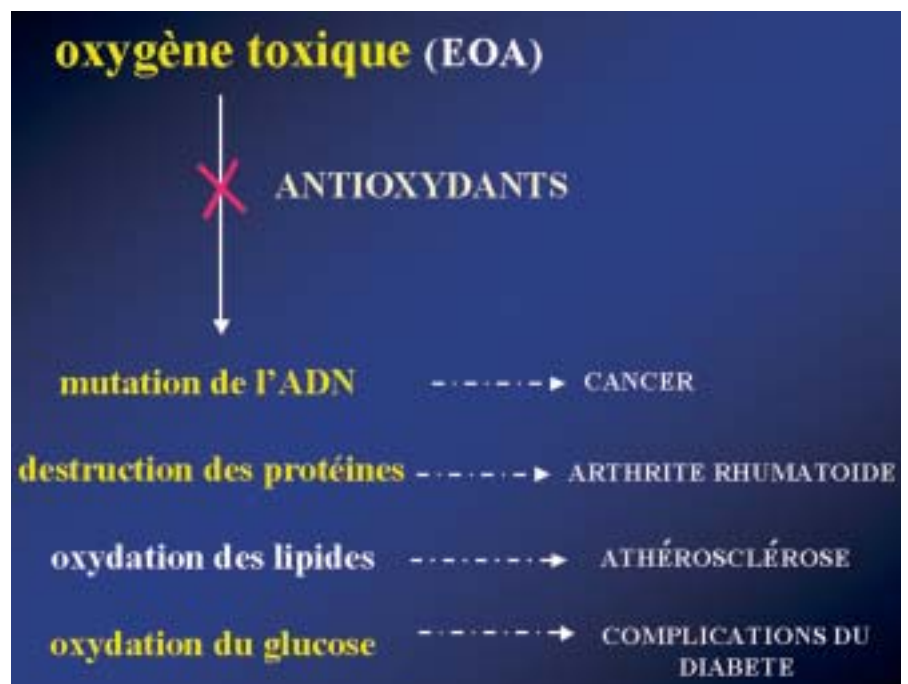 oxygène toxique (EOA)
ANTIOXYDANTS
mutation de l'ADN CANCER
destruction des protéines ARTHRITE RHUMATOIDE
oxydation des lipides ATHÉROSCLÉROSE
oxydation du glucose COMPLICATIONS DU
DIABETE